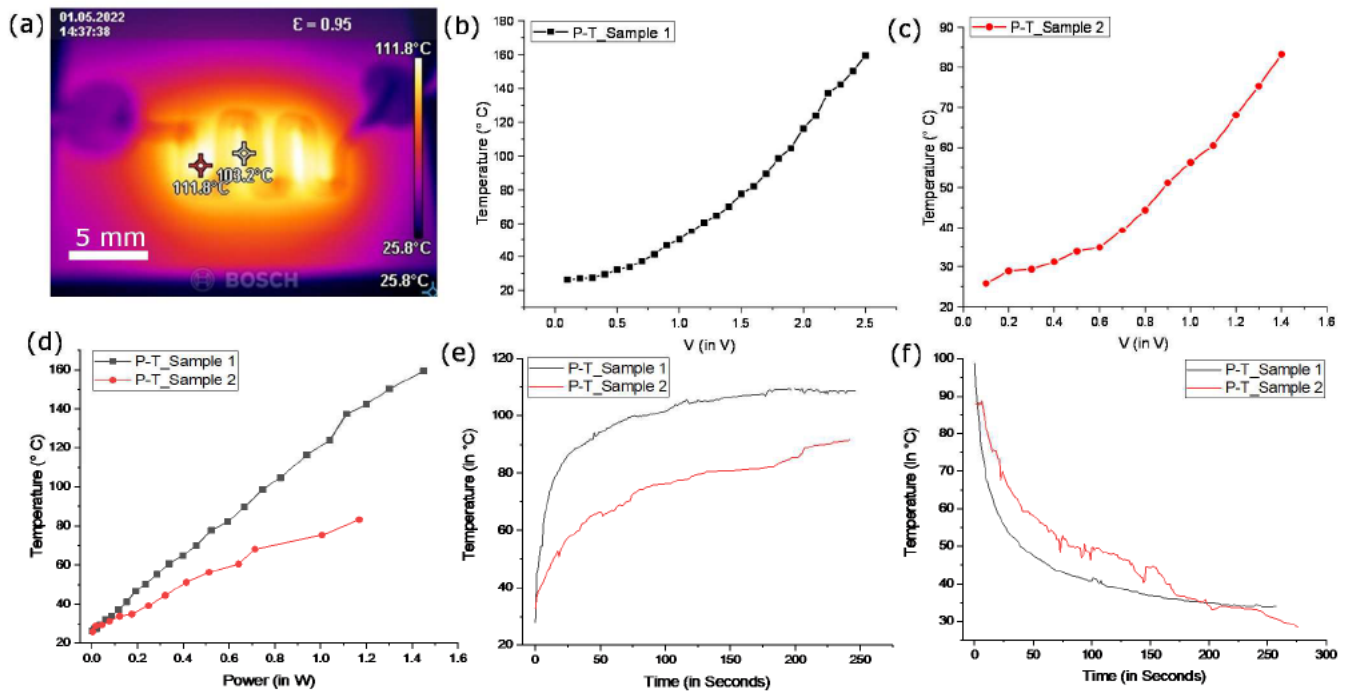 (a)
01.05.2022
14:37:38
Ɛ = 0.95
111.8°C
111.8°C
103.2°C
5 mm
25.8°C
25.8°C
BOSCH
(b)
P-T_Sample 1
Temperature (° C)
180
160
140
120
100
80
60
40
20
0.0 0.5 1.0 1.5 2.0 2.5
V (in V)
(c)
P-T_Sample 2
Temperature (° C)
90
80
70
60
50
40
30
20
0.0 0.2 0.4 0.6 0.8 1.0 1.2 1.4 1.6
V (in V)
(d)
P-T_Sample 1
P-T_Sample 2
Temperature (° C)
160
140
120
100
80
60
40
20
0.0 0.2 0.4 0.6 0.8 1.0 1.2 1.4 1.6
Power (in W)
(e)
P-T_Sample 1
P-T_Sample 2
Temperature (in °C)
120
110
100
80
60
40
20
0 50 100 150 200 250
Time (in Seconds)
(f)
P-T_Sample 1
P-T_Sample 2
Temperature (in °C)
100
90
80
70
60
50
40
30
0 50 100 150 200 250 300
Time (in Seconds)